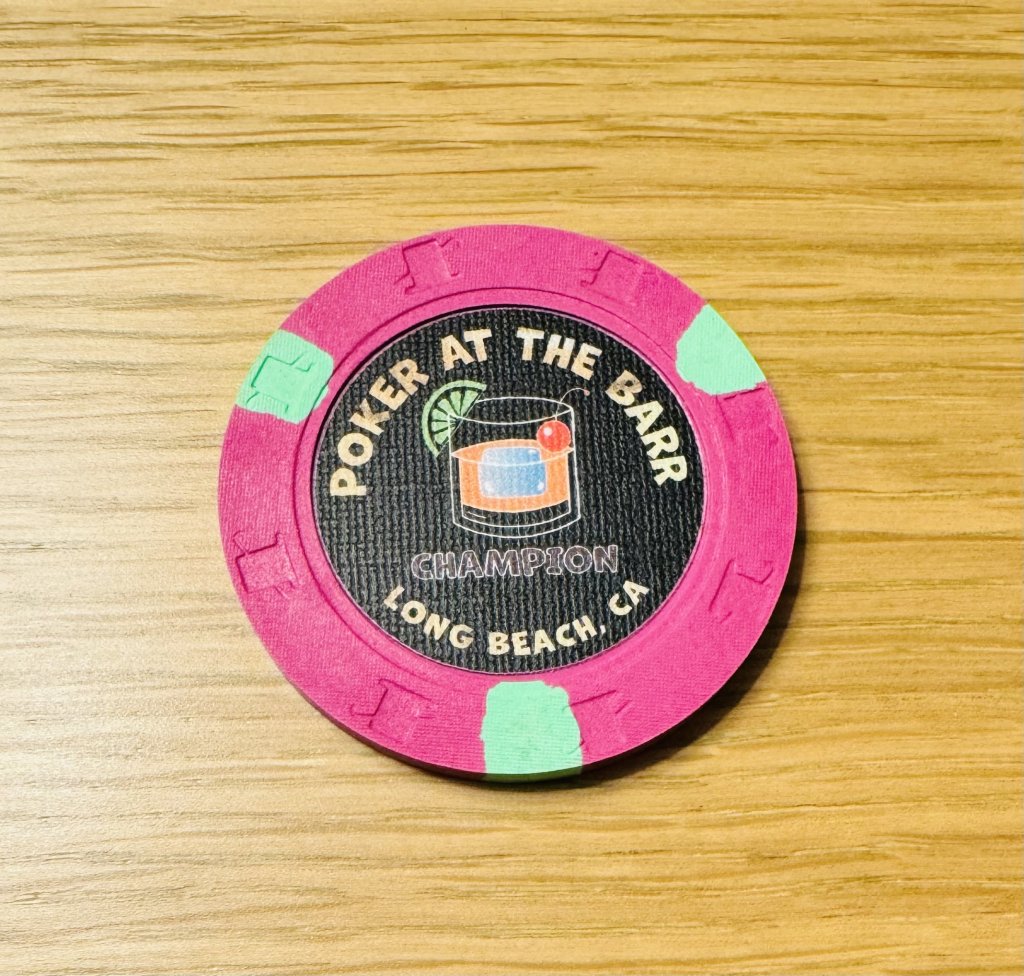 POKER AT THE BARR
CHAMPION
LONG BEACH, CA